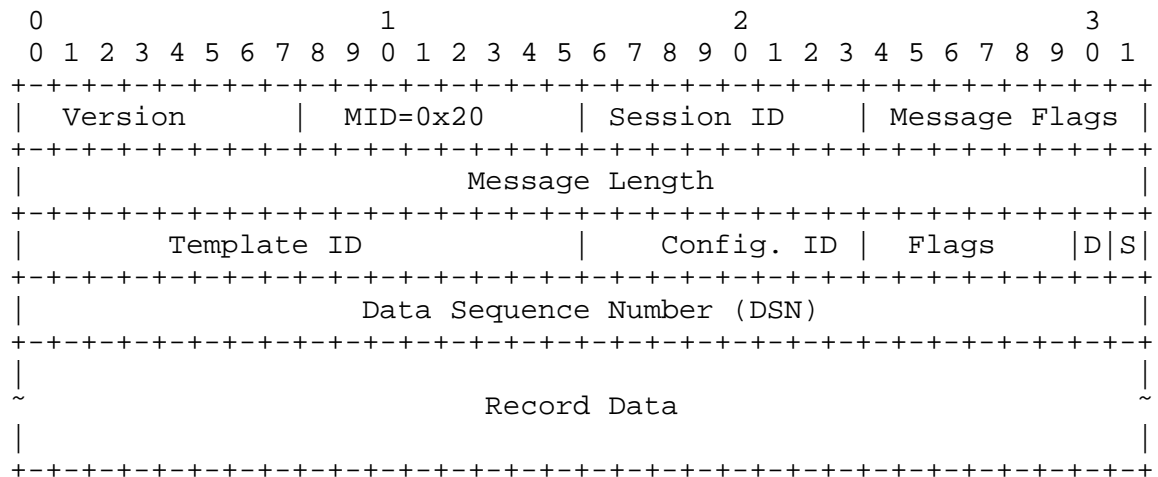 0                   1                   2                   3
 0 1 2 3 4 5 6 7 8 9 0 1 2 3 4 5 6 7 8 9 0 1 2 3 4 5 6 7 8 9 0 1
+-+-+-+-+-+-+-+-+-+-+-+-+-+-+-+-+-+-+-+-+-+-+-+-+-+-+-+-+-+-+-+-+
|  Version      |  MID=0x20     | Session ID    | Message Flags |
+-+-+-+-+-+-+-+-+-+-+-+-+-+-+-+-+-+-+-+-+-+-+-+-+-+-+-+-+-+-+-+-+
|                         Message Length                        |
+-+-+-+-+-+-+-+-+-+-+-+-+-+-+-+-+-+-+-+-+-+-+-+-+-+-+-+-+-+-+-+-+
|        Template ID            |    Config. ID |  Flags    |D|S|
+-+-+-+-+-+-+-+-+-+-+-+-+-+-+-+-+-+-+-+-+-+-+-+-+-+-+-+-+-+-+-+-+
|                   Data Sequence Number (DSN)                  |
+-+-+-+-+-+-+-+-+-+-+-+-+-+-+-+-+-+-+-+-+-+-+-+-+-+-+-+-+-+-+-+-+
|                                                               |
~                          Record Data                          ~
|                                                               |
+-+-+-+-+-+-+-+-+-+-+-+-+-+-+-+-+-+-+-+-+-+-+-+-+-+-+-+-+-+-+-+-+